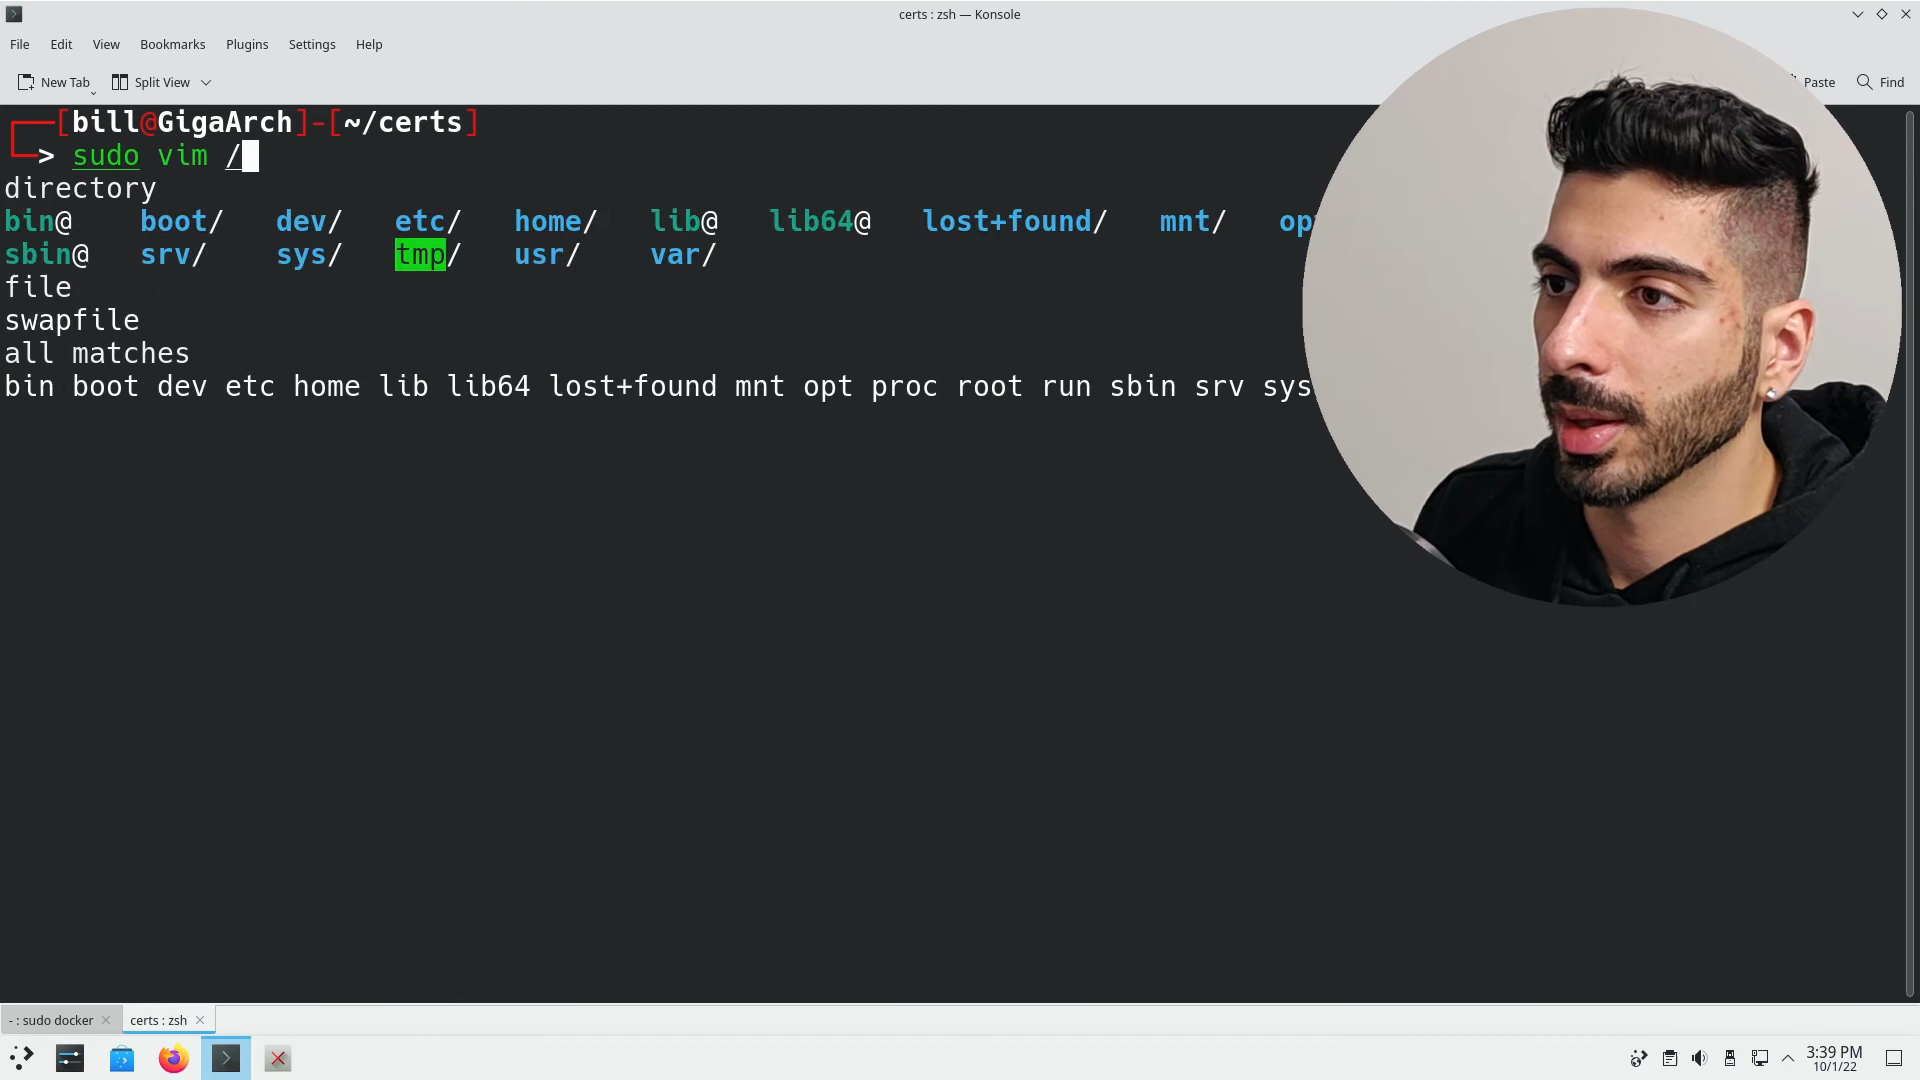 certs : zsh — Konsole
File Edit View Bookmarks Plugins Settings Help
New Tab Split View Paste Find
[bill@GigaArch]-[~/certs]
> sudo vim /
directory
bin@ boot/ dev/ etc/ home/ lib@ lib64@ lost+found/ mnt/
sbin@ srv/ sys/ tmp/ usr/ var/
file
swapfile
all matches
bin boot dev etc home lib lib64 lost+found mnt opt proc root run sbin srv sys
- : sudo docker certs : zsh
3:39 PM
10/1/22